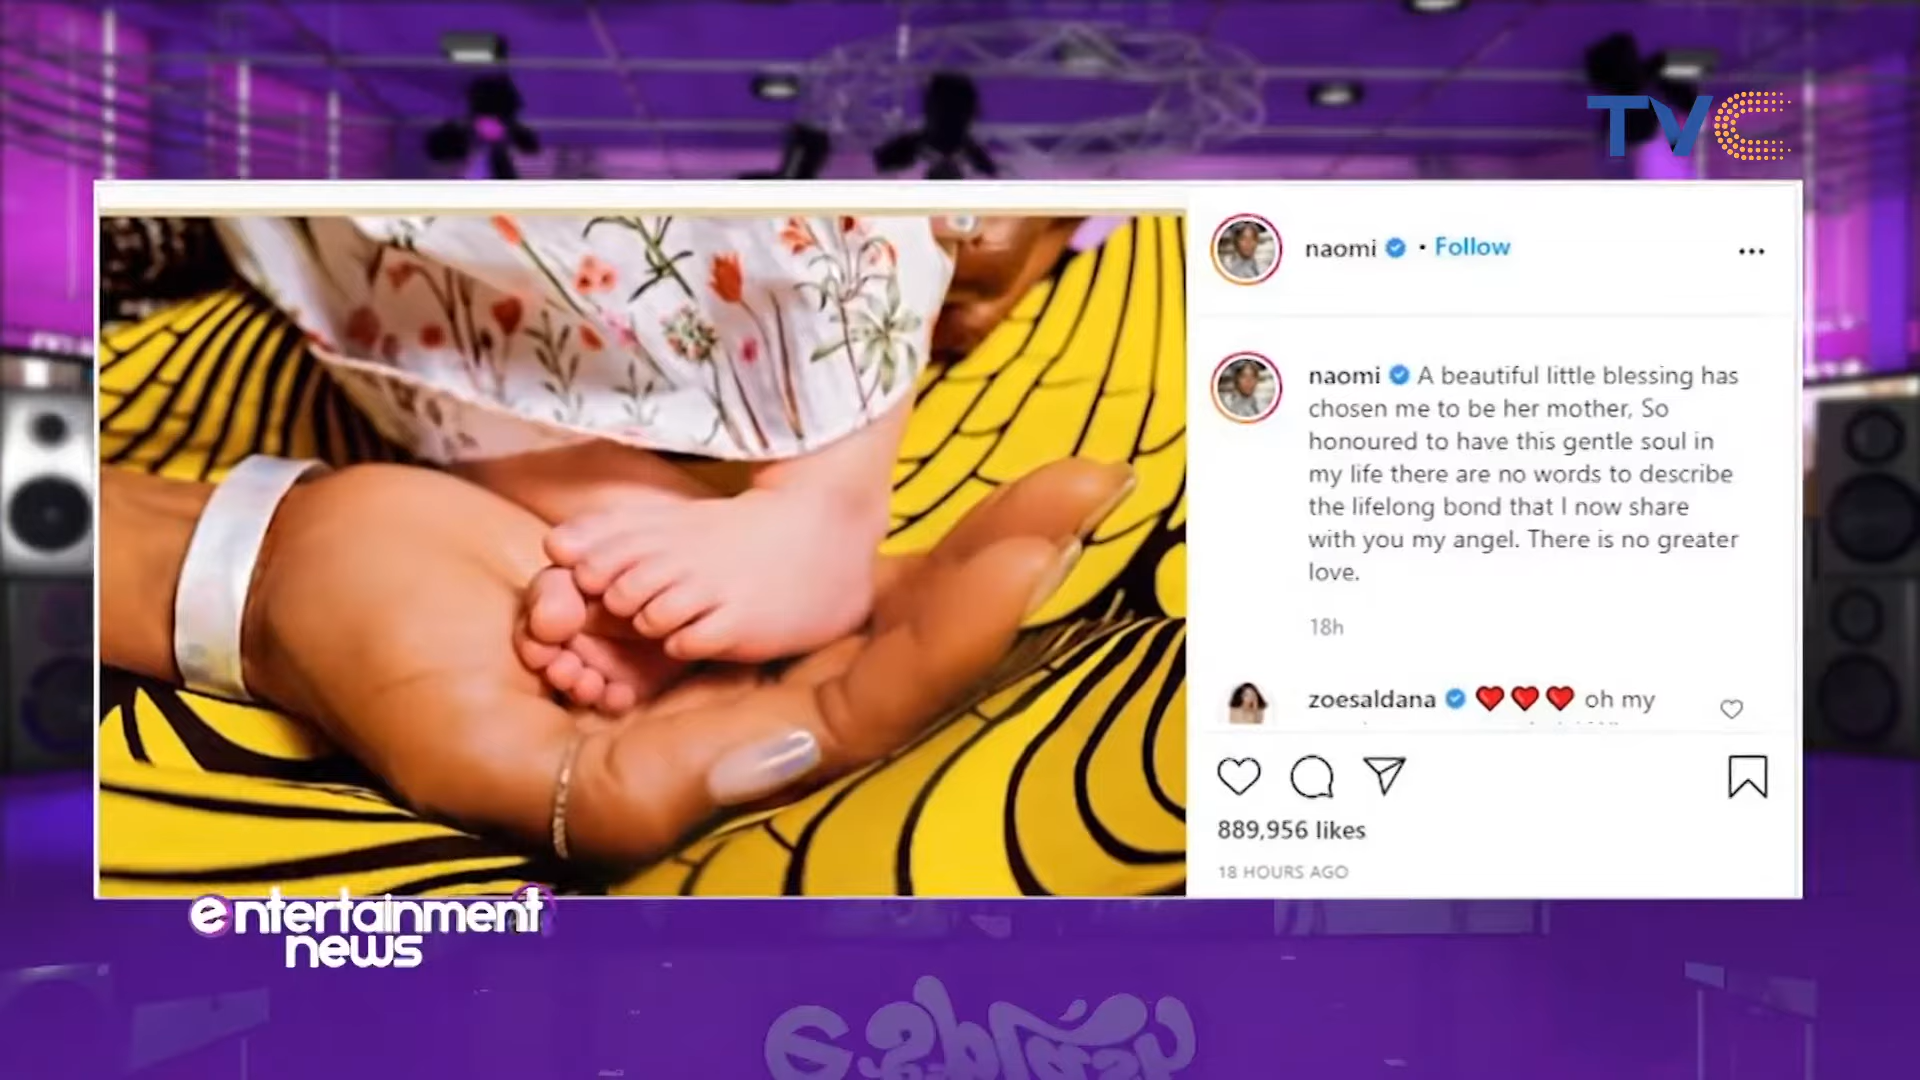 TVC
naomi • Follow
naomi A beautiful little blessing has
chosen me to be her mother, So
honoured to have this gentle soul in
my life there are no words to describe
the lifelong bond that I now share
with you my angel. There is no greater
love.
18h
zoesaldana ❤❤❤ oh my
889,956 likes
18 HOURS AGO
entertainment
news